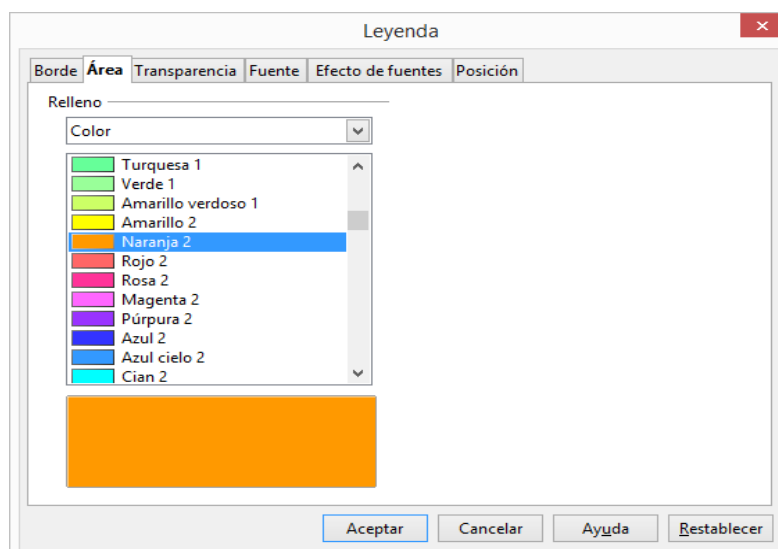 Leyenda
Borde Área Transparencia Fuente Efecto de fuentes Posición
Relleno
Color
Turquesa 1
Verde 1
Amarillo verdoso 1
Amarillo 2
Naranja 2
Rojo 2
Rosa 2
Magenta 2
Púrpura 2
Azul 2
Azul cielo 2
Cian 2
Aceptar Cancelar Ayuda Restablecer